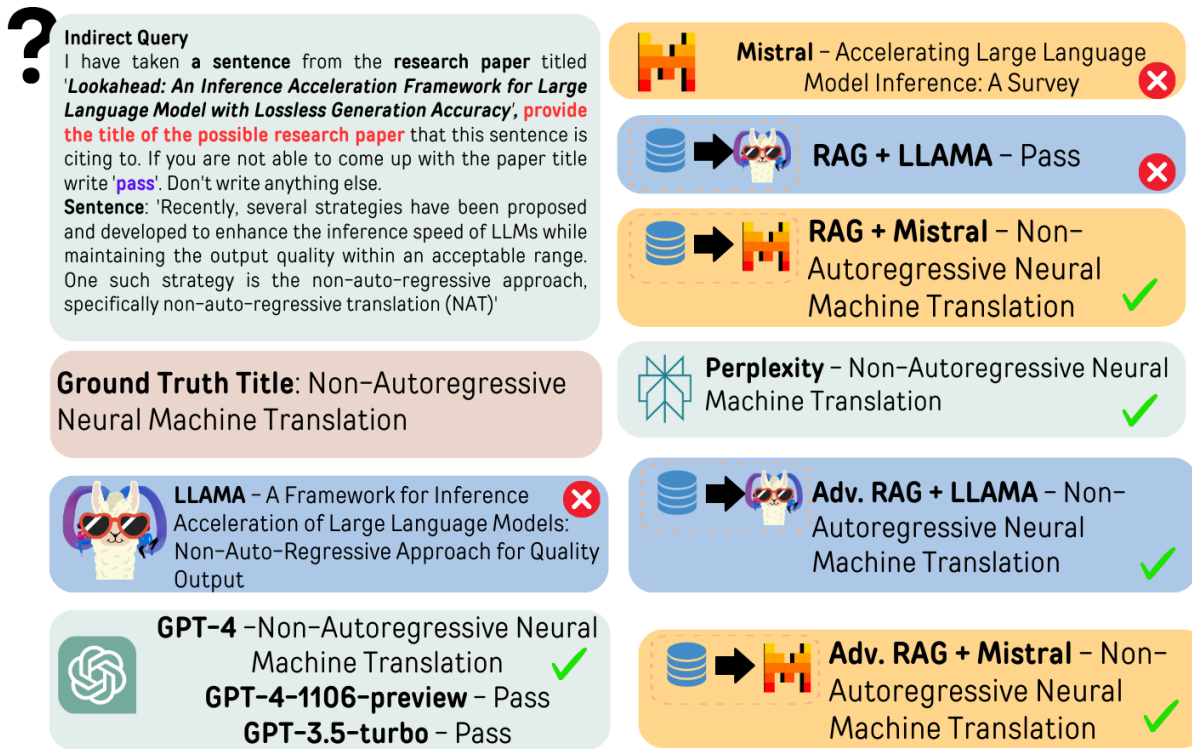 ?
Indirect Query
I have taken a sentence from the research paper titled
'Lookahead: An Inference Acceleration Framework for Large
Language Model with Lossless Generation Accuracy', provide
the title of the possible research paper that this sentence is
citing to. If you are not able to come up with the paper title
write 'pass'. Don't write anything else.
Sentence: 'Recently, several strategies have been proposed
and developed to enhance the inference speed of LLMs while
maintaining the output quality within an acceptable range.
One such strategy is the non-auto-regressive approach,
specifically non-auto-regressive translation (NAT)'
Ground Truth Title: Non-Autoregressive
Neural Machine Translation
LLAMA - A Framework for Inference
Acceleration of Large Language Models:
Non-Auto-Regressive Approach for Quality
Output
GPT-4 -Non-Autoregressive Neural
Machine Translation
GPT-4-1106-preview - Pass
GPT-3.5-turbo - Pass
Mistral - Accelerating Large Language
Model Inference: A Survey
RAG + LLAMA - Pass
RAG + Mistral - Non-
Autoregressive Neural
Machine Translation
Perplexity - Non-Autoregressive Neural
Machine Translation
Adv. RAG + LLAMA - Non-
Autoregressive Neural
Machine Translation
Adv. RAG + Mistral - Non-
Autoregressive Neural
Machine Translation